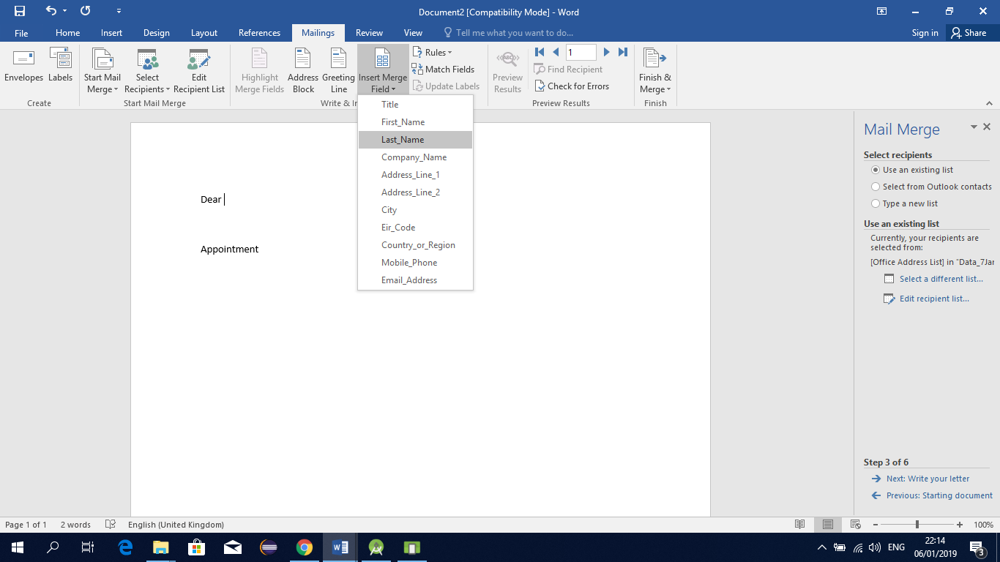 Document2 [Compatibility Mode] - Word
File Home Insert Design Layout References Mailings Review View Tell me what you want to do... Sign in Share
Envelopes
Labels
Start Mail
Merge
Select
Recipients
Edit
Recipient List
Highlight
Merge Fields
Address
Block
Greeting
Line
Insert Merge
Field
Rules
Match Fields
Update Labels
ABC
Preview
Results
1
Find Recipient
Check for Errors
Finish &
Merge
Create
Start Mail Merge
Write & In
Preview Results
Finish
Title
First_Name
Last_Name
Company_Name
Address_Line_1
Address_Line_2
City
Eir_Code
Country_or_Region
Mobile_Phone
Email_Address
Dear
Appointment
Mail Merge
Select recipients
Use an existing list
Select from Outlook contacts
Type a new list
Use an existing list
Currently, your recipients are
selected from:
[Office Address List] in "Data_7Jan
Select a different list...
Edit recipient list...
Step 3 of 6
Next: Write your letter
Previous: Starting document
Page 1 of 1 2 words English (United Kingdom) 100%
ENG
22:14
06/01/2019
3